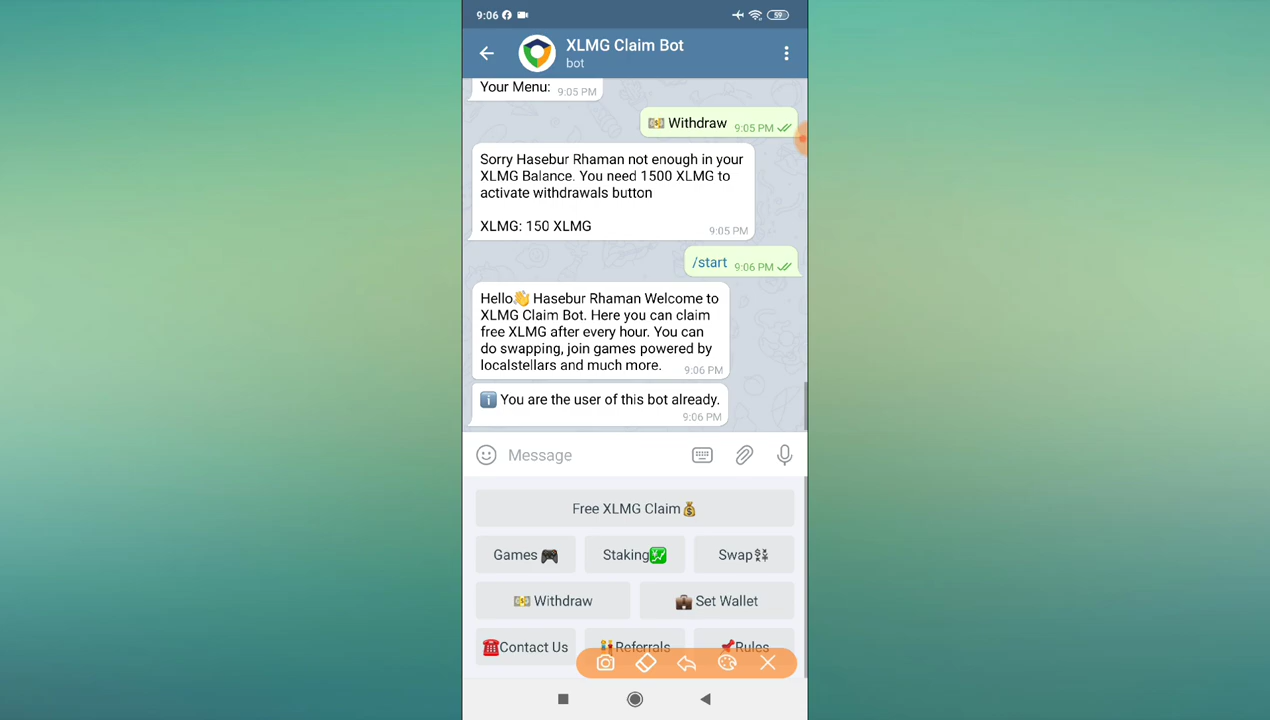 9:06
59
XLMG Claim Bot
bot
Your Menu: 9:05 PM
💵 Withdraw 9:05 PM
Sorry Hasebur Rhaman not enough in your
XLMG Balance. You need 1500 XLMG to
activate withdrawals button
XLMG: 150 XLMG 9:05 PM
/start 9:06 PM
Hello👋 Hasebur Rhaman Welcome to
XLMG Claim Bot. Here you can claim
free XLMG after every hour. You can
do swapping, join games powered by
localstellars and much more. 9:06 PM
ℹ️ You are the user of this bot already.
9:06 PM
Message
Free XLMG Claim💰
Games 🎮 Staking💹 Swap💱
💵 Withdraw 💼 Set Wallet
☎️Contact Us 👬Referrals 📌Rules